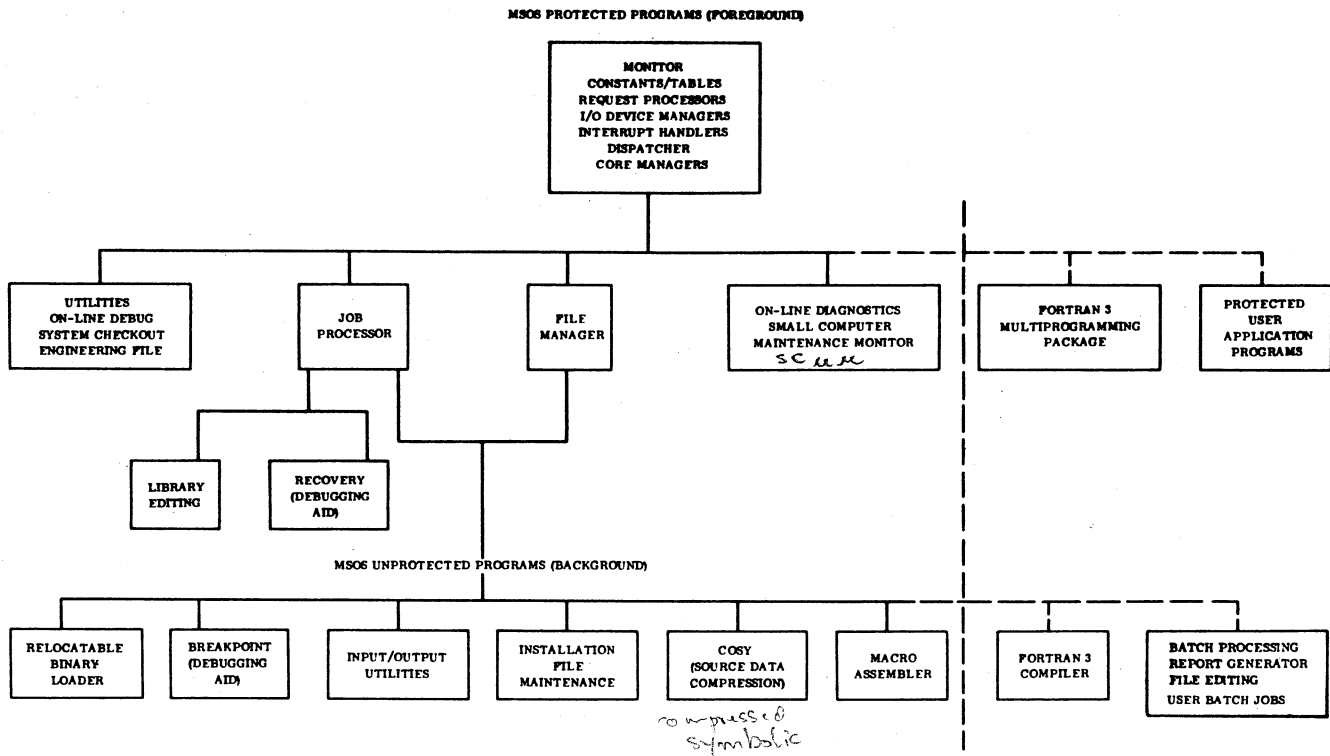 MSOS PROTECTED PROGRAMS (FOREGROUND)
MONITOR
CONSTANTS/TABLES
REQUEST PROCESSORS
I/O DEVICE MANAGERS
INTERRUPT HANDLERS
DISPATCHER
CORE MANAGERS
UTILITIES
ON-LINE DEBUG
SYSTEM CHECKOUT
ENGINEERING FILE
JOB
PROCESSOR
FILE
MANAGER
ON-LINE DIAGNOSTICS
SMALL COMPUTER
MAINTENANCE MONITOR
SCMM
FORTRAN 3
MULTIPROGRAMMING
PACKAGE
PROTECTED
USER
APPLICATION
PROGRAMS
LIBRARY
EDITING
RECOVERY
(DEBUGGING
AID)
MSOS UNPROTECTED PROGRAMS (BACKGROUND)
RELOCATABLE
BINARY
LOADER
BREAKPOINT
(DEBUGGING
AID)
INPUT/OUTPUT
UTILITIES
INSTALLATION
FILE
MAINTENANCE
COSY
(SOURCE DATA
COMPRESSION)
compressed
symbolic
MACRO
ASSEMBLER
FORTRAN 3
COMPILER
BATCH PROCESSING
REPORT GENERATOR
FILE EDITING
USER BATCH JOBS